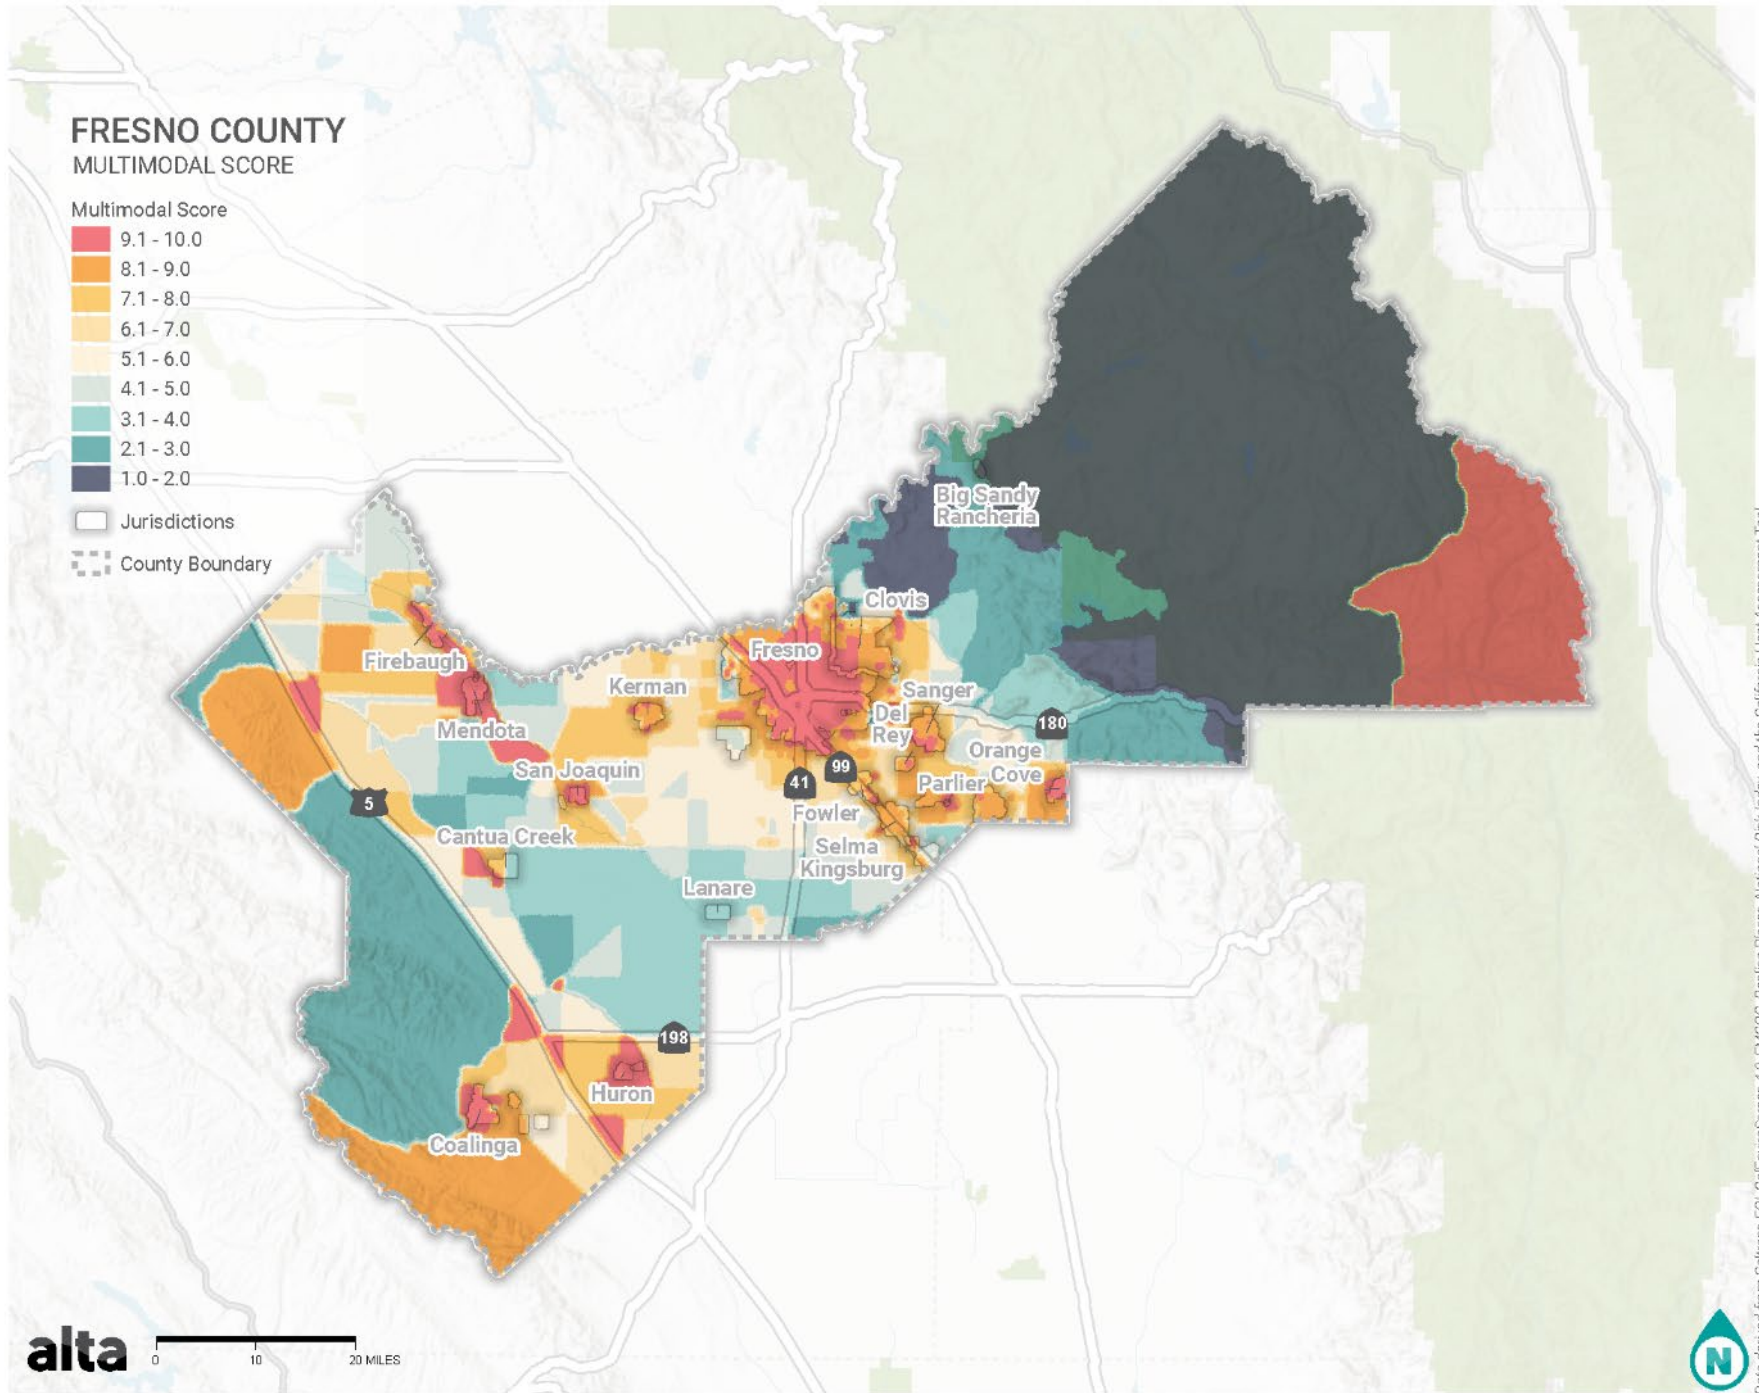 FRESNO COUNTY
MULTIMODAL SCORE
Multimodal Score
9.1 - 10.0
8.1 - 9.0
7.1 - 8.0
6.1 - 7.0
5.1 - 6.0
4.1 - 5.0
3.1 - 4.0
2.1 - 3.0
1.0 - 2.0
Jurisdictions
County Boundary
Big Sandy
Rancheria
Clovis
Fresno
Firebaugh
Kerman
Sanger
Mendota
Del
Rey
180
Orange
Cove
San Joaquin
99
41
Parlier
5
Fowler
Cantua Creek
Selma
Kingsburg
Lanare
198
Huron
Coalinga
alta
0 10 20 MILES
N